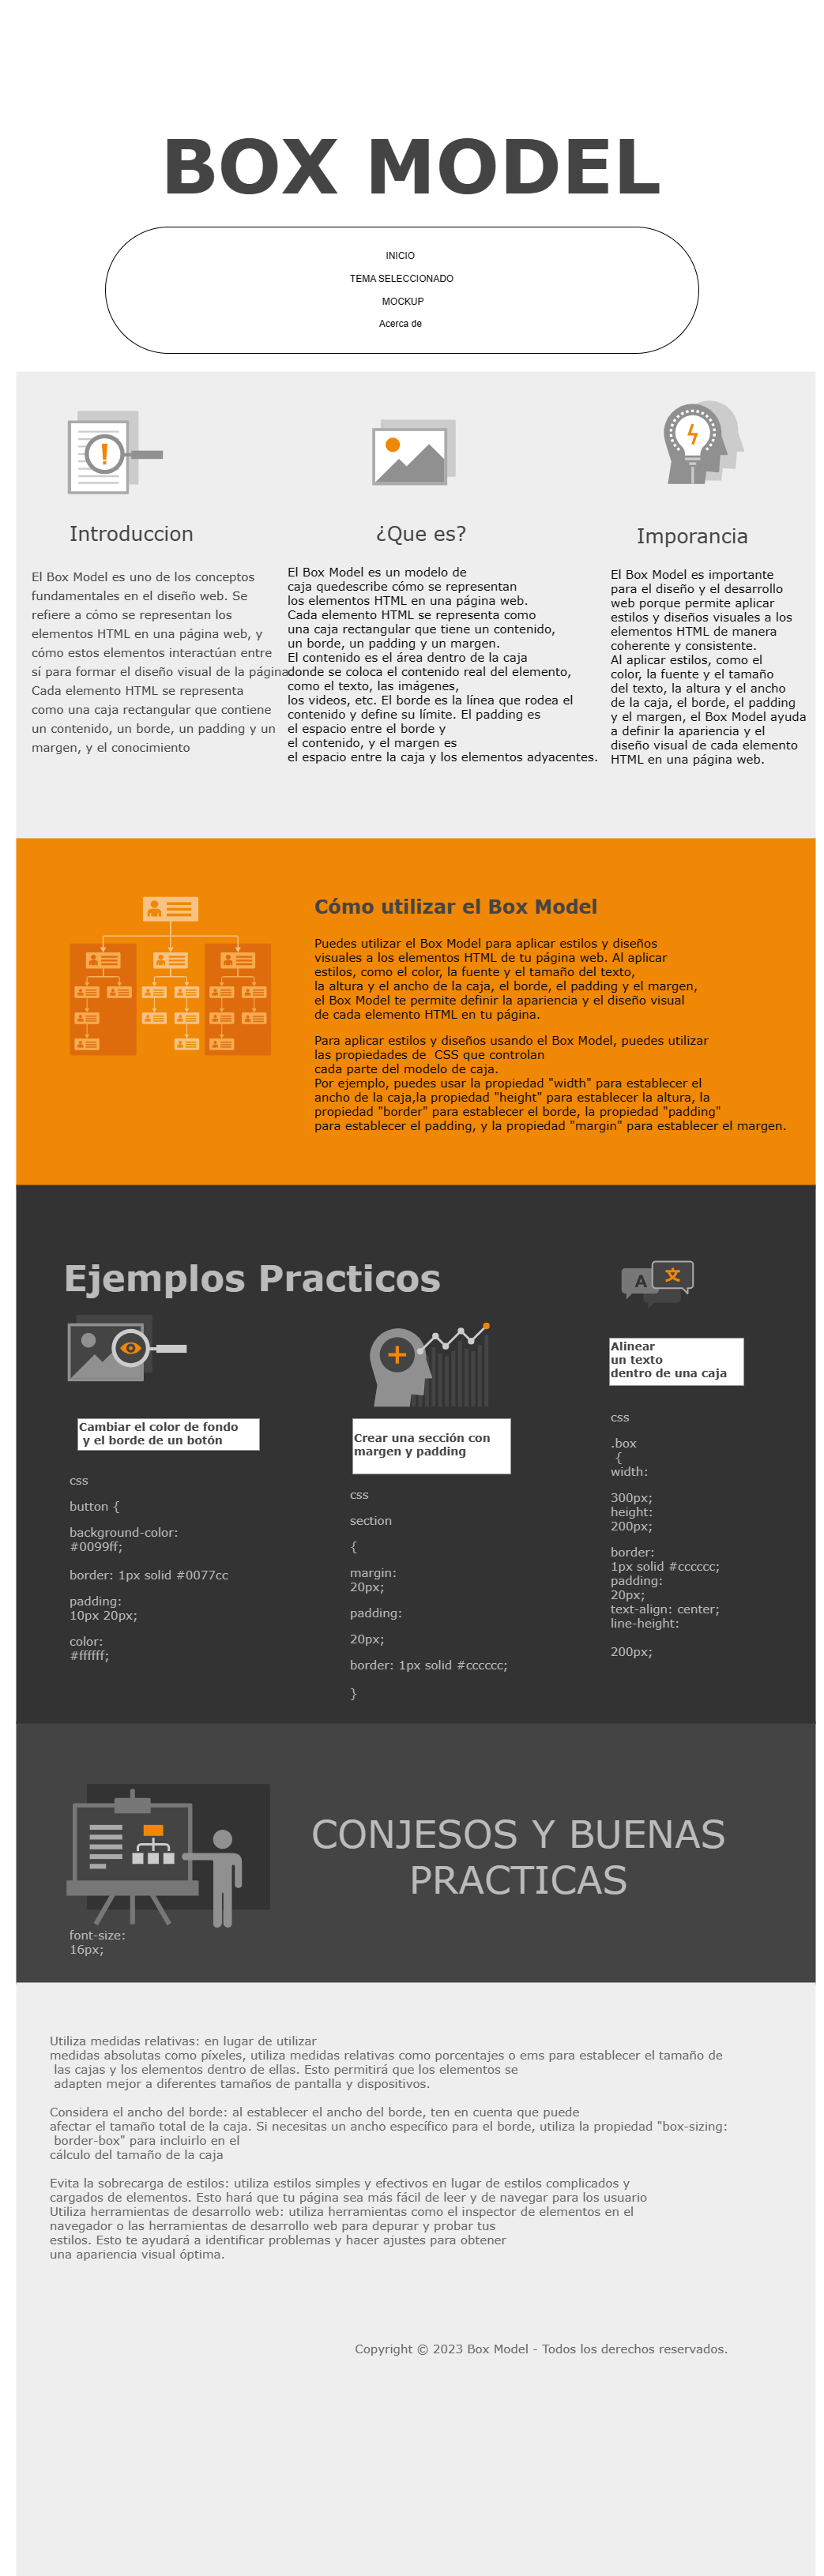 BOX MODEL
INICIO
TEMA SELECCIONADO
MOCKUP
Acerca de
Introduccion
El Box Model es uno de los conceptos
fundamentales en el diseño web. Se
refiere a cómo se representan los
elementos HTML en una página web, y
cómo estos elementos interactúan entre
sí para formar el diseño visual de la página.
Cada elemento HTML se representa
como una caja rectangular que contiene
un contenido, un borde, un padding y un
margen, y el conocimiento
¿Que es?
El Box Model es un modelo de
caja quedescribe cómo se representan
los elementos HTML en una página web.
Cada elemento HTML se representa como
una caja rectangular que tiene un contenido,
un borde, un padding y un margen.
El contenido es el área dentro de la caja
donde se coloca el contenido real del elemento,
como el texto, las imágenes,
los videos, etc. El borde es la línea que rodea el
contenido y define su límite. El padding es
el espacio entre el borde y
el contenido, y el margen es
el espacio entre la caja y los elementos adyacentes.
Imporancia
El Box Model es importante
para el diseño y el desarrollo
web porque permite aplicar
estilos y diseños visuales a los
elementos HTML de manera
coherente y consistente.
Al aplicar estilos, como el
color, la fuente y el tamaño
del texto, la altura y el ancho
de la caja, el borde, el padding
y el margen, el Box Model ayuda
a definir la apariencia y el
diseño visual de cada elemento
HTML en una página web.
Cómo utilizar el Box Model
Puedes utilizar el Box Model para aplicar estilos y diseños
visuales a los elementos HTML de tu página web. Al aplicar
estilos, como el color, la fuente y el tamaño del texto,
la altura y el ancho de la caja, el borde, el padding y el margen,
el Box Model te permite definir la apariencia y el diseño visual
de cada elemento HTML en tu página.
Para aplicar estilos y diseños usando el Box Model, puedes utilizar
las propiedades de  CSS que controlan
cada parte del modelo de caja.
Por ejemplo, puedes usar la propiedad "width" para establecer el
ancho de la caja,la propiedad "height" para establecer la altura, la
propiedad "border" para establecer el borde, la propiedad "padding"
para establecer el padding, y la propiedad "margin" para establecer el margen.
Ejemplos Practicos
Cambiar el color de fondo
y el borde de un botón
css
button {
background-color:
#0099ff;
border: 1px solid #0077cc
padding:
10px 20px;
color:
#ffffff;
Crear una sección con
margen y padding
css
section
{
margin:
20px;
padding:
20px;
border: 1px solid #cccccc;
}
A 文
Alinear
un texto
dentro de una caja
css
.box
{
width:
300px;
height:
200px;
border:
1px solid #cccccc;
padding:
20px;
text-align: center;
line-height:
200px;
CONJESOS Y BUENAS
PRACTICAS
font-size:
16px;
Utiliza medidas relativas: en lugar de utilizar
medidas absolutas como píxeles, utiliza medidas relativas como porcentajes o ems para establecer el tamaño de
las cajas y los elementos dentro de ellas. Esto permitirá que los elementos se
adapten mejor a diferentes tamaños de pantalla y dispositivos.
Considera el ancho del borde: al establecer el ancho del borde, ten en cuenta que puede
afectar el tamaño total de la caja. Si necesitas un ancho específico para el borde, utiliza la propiedad "box-sizing:
border-box" para incluirlo en el
cálculo del tamaño de la caja
Evita la sobrecarga de estilos: utiliza estilos simples y efectivos en lugar de estilos complicados y
cargados de elementos. Esto hará que tu página sea más fácil de leer y de navegar para los usuario
Utiliza herramientas de desarrollo web: utiliza herramientas como el inspector de elementos en el
navegador o las herramientas de desarrollo web para depurar y probar tus
estilos. Esto te ayudará a identificar problemas y hacer ajustes para obtener
una apariencia visual óptima.
Copyright © 2023 Box Model - Todos los derechos reservados.